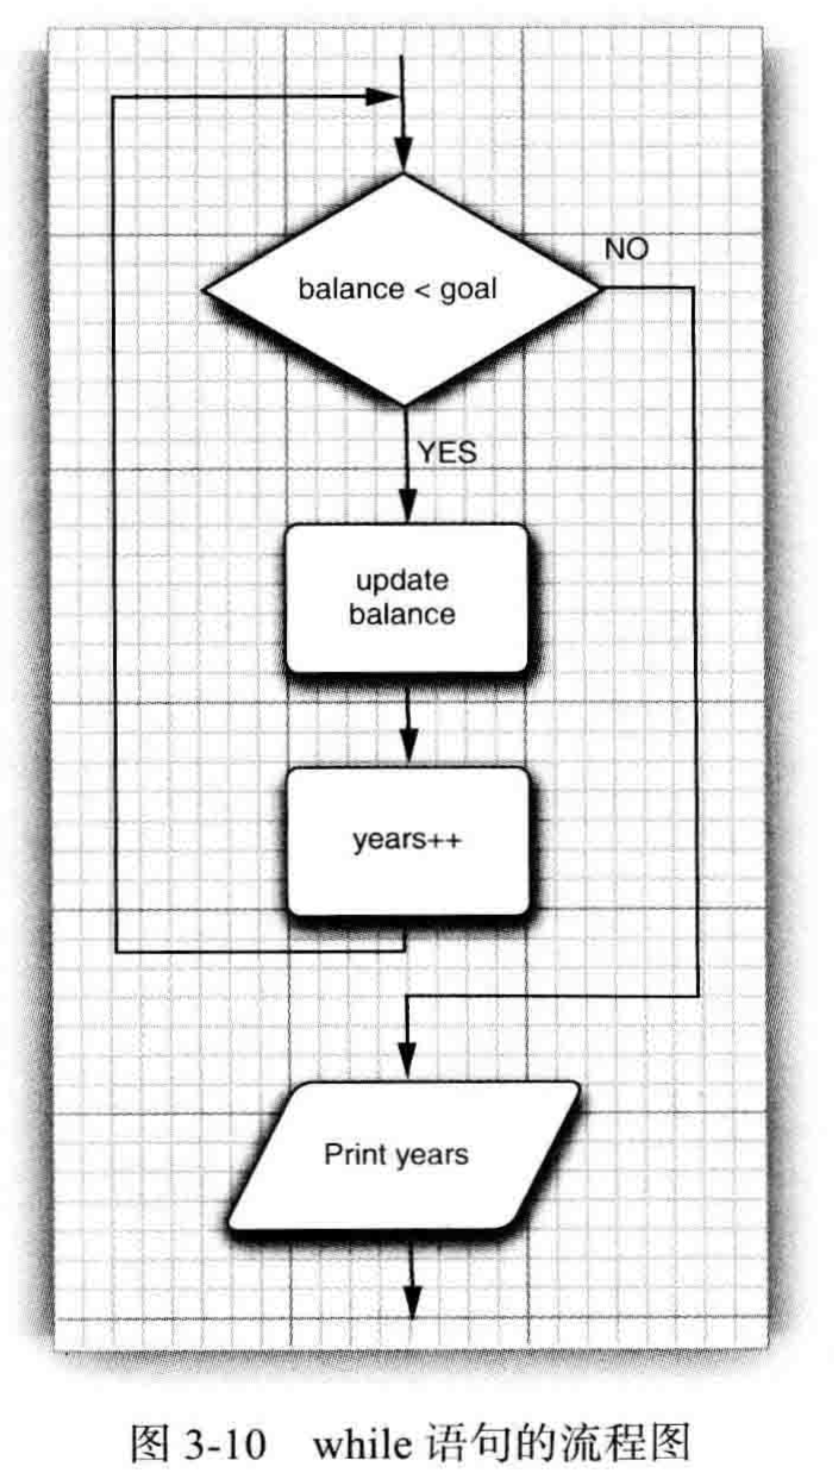 balance < goal
NO
YES
update
balance
years++
Print years
图 3-10 while 语句的流程图